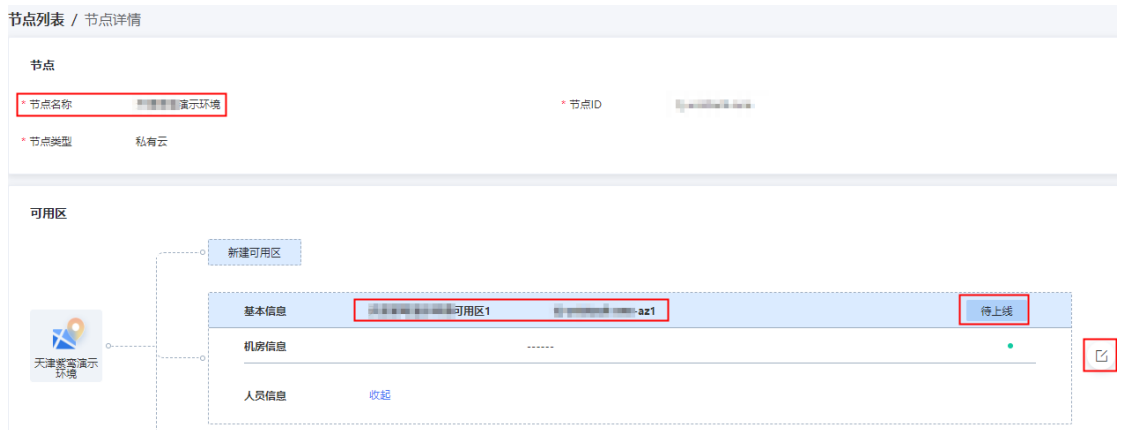 节点列表 / 节点详情
节点
* 节点名称 演示环境 * 节点ID
* 节点类型 私有云
可用区
新建可用区
基本信息 可用区1 -az1 待上线
机房信息 ------
天津紫鸾演示
环境
人员信息 收起